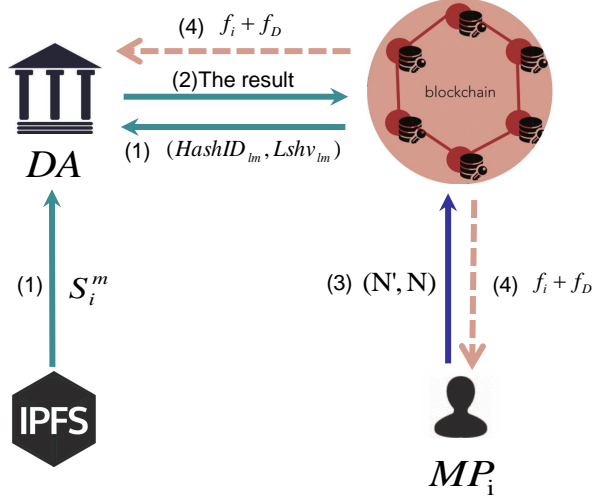 (4) f_i + f_D
(2)The result
blockchain
(1) (HashID_lm, Lshv_lm)
DA
(1) S_i^m
(3) (N', N)
(4) f_i + f_D
IPFS
MP_i